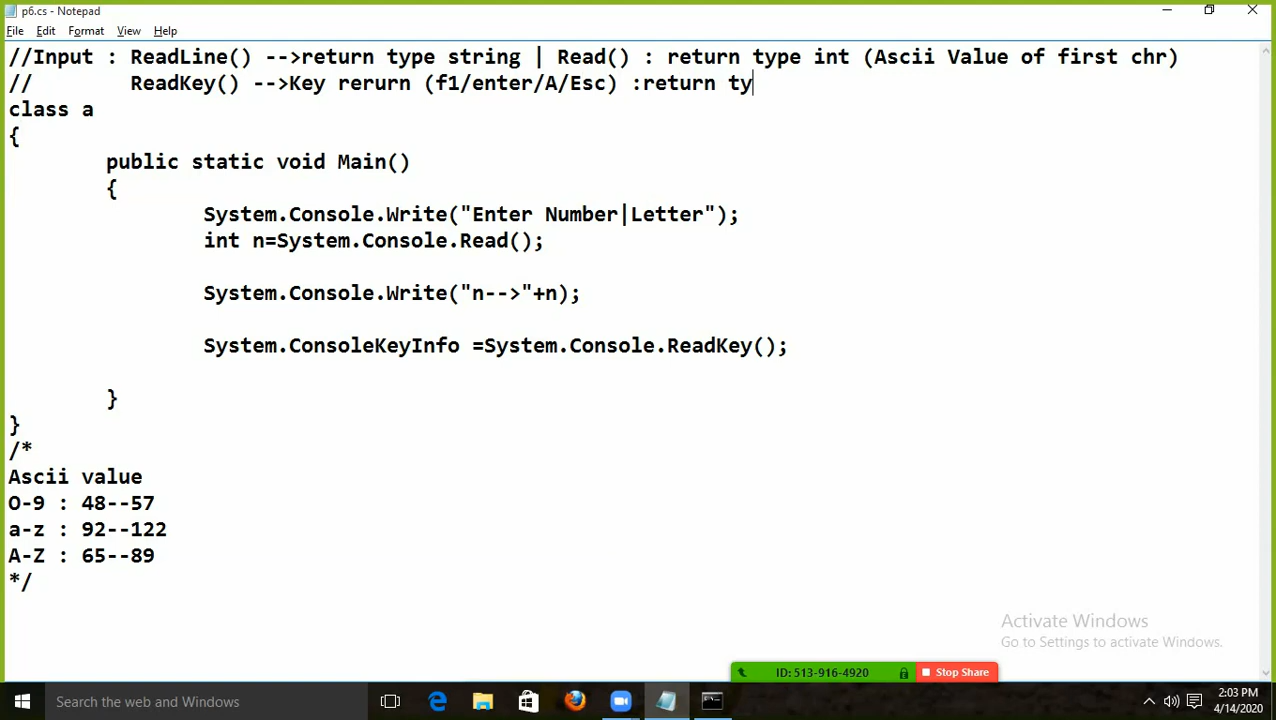 p6.cs - Notepad
File Edit Format View Help
//Input : ReadLine() -->return type string | Read() : return type int (Ascii Value of first chr)
// ReadKey() -->Key rerurn (f1/enter/A/Esc) :return ty
class a
{
public static void Main()
{
System.Console.Write("Enter Number|Letter");
int n=System.Console.Read();
System.Console.Write("n-->"+n);
System.ConsoleKeyInfo =System.Console.ReadKey();
}
}
/*
Ascii value
O-9 : 48--57
a-z : 92--122
A-Z : 65--89
*/
Activate Windows
Go to Settings to activate Windows.
ID: 513-916-4920 Stop Share
Search the web and Windows
2:03 PM
4/14/2020